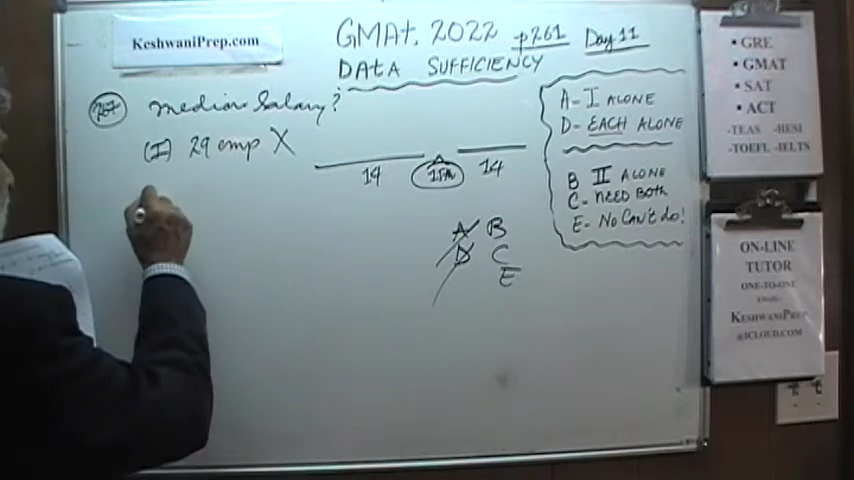 KeshwaniPrep.com
GMAt, 2022 p261 Day 11
DAtA SUFFICIENCY
median Salary?
(I) 29 emp X
14 14
A B
D C
E
A = I ALONE
D = EACH ALONE
B II ALONE
C = NEED BOth
E = No CAN't do!
• GRE
• GMAT
• SAT
• ACT
-TEAS -HESI
-TOEFL -IELTS
ON-LINE
TUTOR
ONE-TO-ONE
EMAIL-
KESHWANIPREP
@ICLOUD.COM